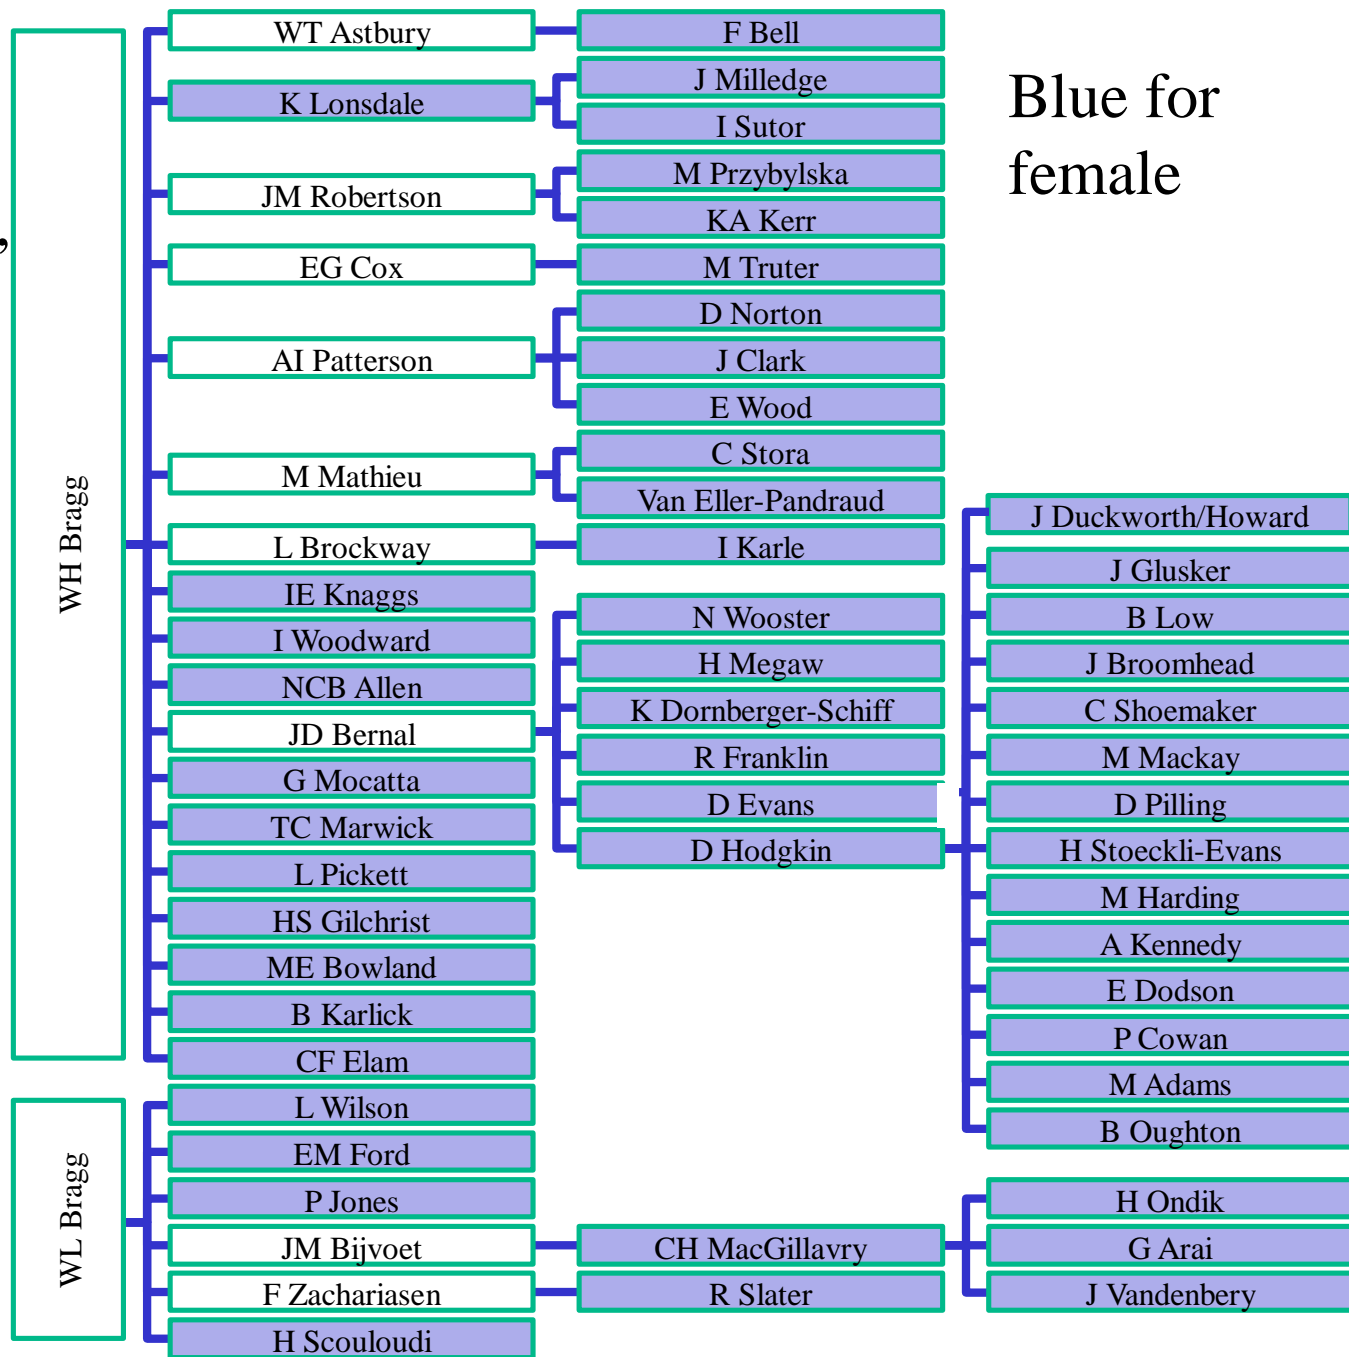 WT Astbury
F Bell
J Milledge
K Lonsdale
I Sutor
Blue for
female
M Przybylska
JM Robertson
KA Kerr
,
EG Cox
M Truter
D Norton
AI Patterson
J Clark
E Wood
C Stora
M Mathieu
Van Eller-Pandraud
J Duckworth/Howard
WH Bragg
L Brockway
I Karle
J Glusker
IE Knaggs
N Wooster
B Low
I Woodward
H Megaw
J Broomhead
NCB Allen
K Dornberger-Schiff
C Shoemaker
JD Bernal
R Franklin
M Mackay
G Mocatta
D Evans
D Pilling
TC Marwick
D Hodgkin
H Stoeckli-Evans
L Pickett
M Harding
HS Gilchrist
A Kennedy
ME Bowland
E Dodson
B Karlick
P Cowan
CF Elam
M Adams
L Wilson
B Oughton
EM Ford
WL Bragg
P Jones
H Ondik
JM Bijvoet
CH MacGillavry
G Arai
F Zachariasen
R Slater
J Vandenbery
H Scouloudi